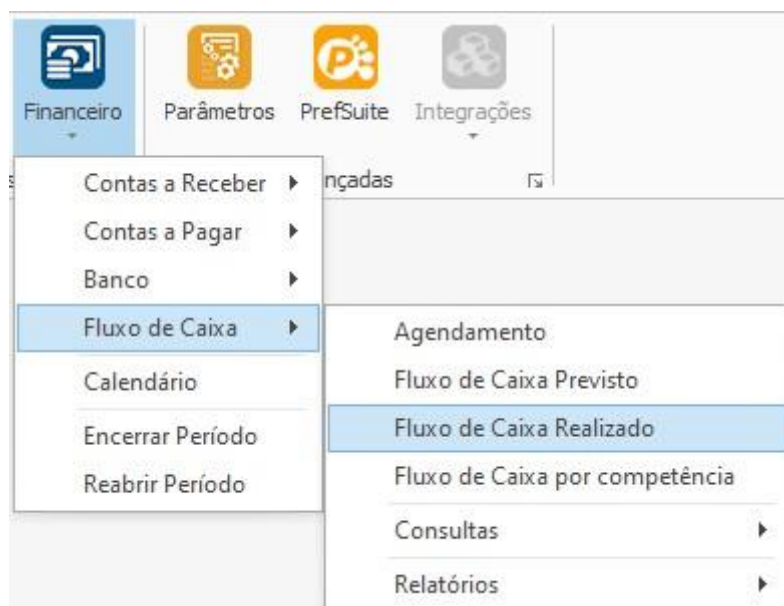 Financeiro
Parâmetros
PrefSuite
Integrações
nçadas
Contas a Receber
Contas a Pagar
Banco
Fluxo de Caixa
Calendário
Encerrar Período
Reabrir Período
Agendamento
Fluxo de Caixa Previsto
Fluxo de Caixa Realizado
Fluxo de Caixa por competência
Consultas
Relatórios